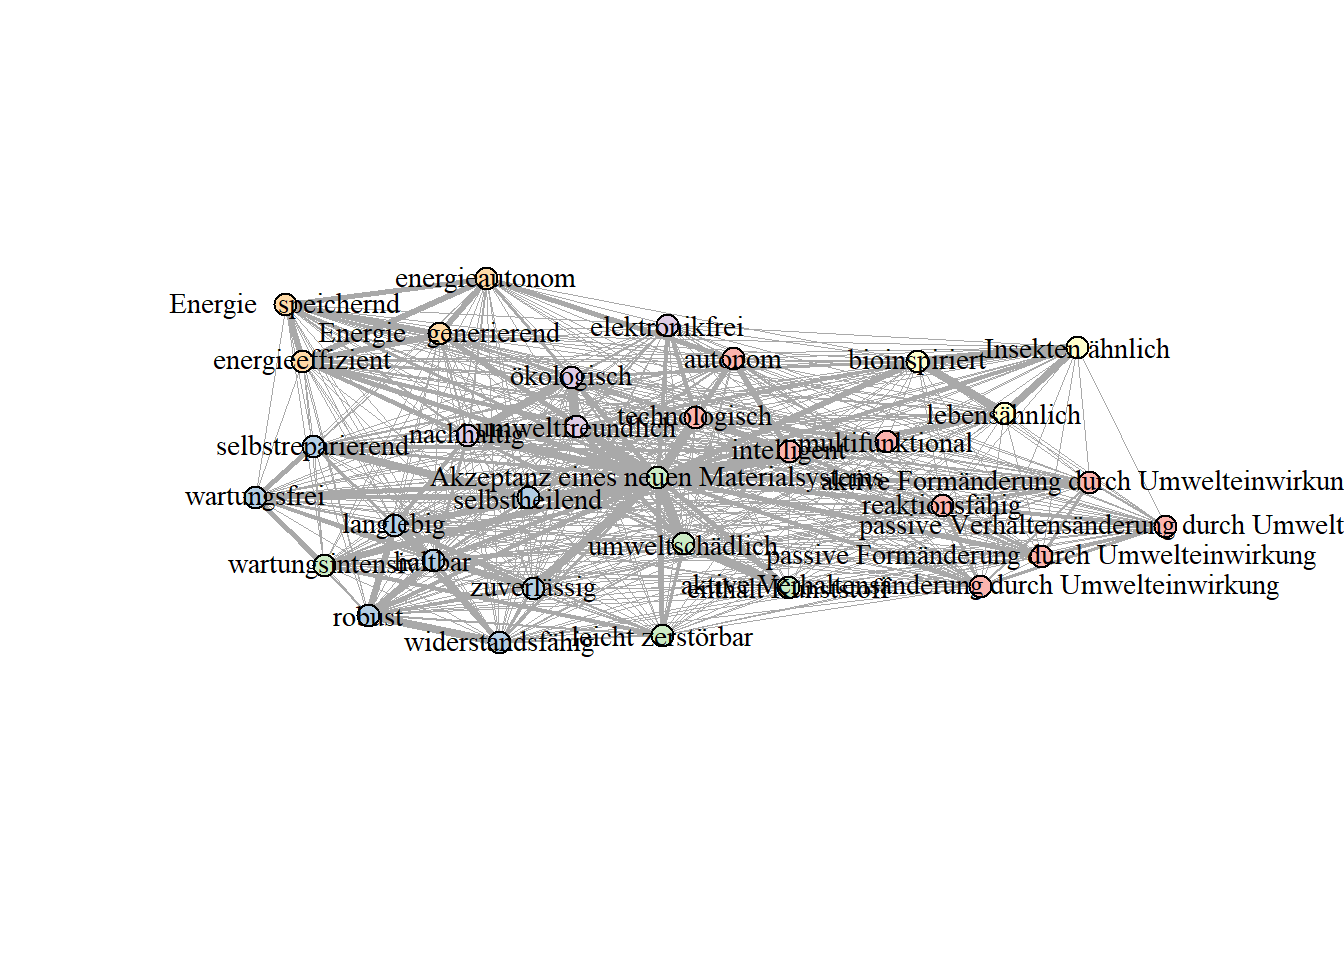 energieautonom
Energie speichernd
elektronikfrei
Energie generierend
Insekten ähnlich
energieeffizient
autonom
bioinspiriert
ökologisch
lebensähnlich
technologisch
umweltfreundlich
nachhaltig
multifunktional
selbstreparierend
intelligent
Akzeptanz eines neuen Materialsystems
aktive Formänderung durch Umwelteinwirkun
wartungsfrei
selbstheilend
reaktionsfähig
langlebig
passive Verhaltensänderung durch Umwelt
umweltschädlich
passive Formänderung durch Umwelteinwirkung
haltbar
wartungsintensiv
zuverlässig
aktive Verhaltensänderung durch Umwelteinwirkung
enthält Kunststoff
robust
leicht zerstörbar
widerstandsfähig